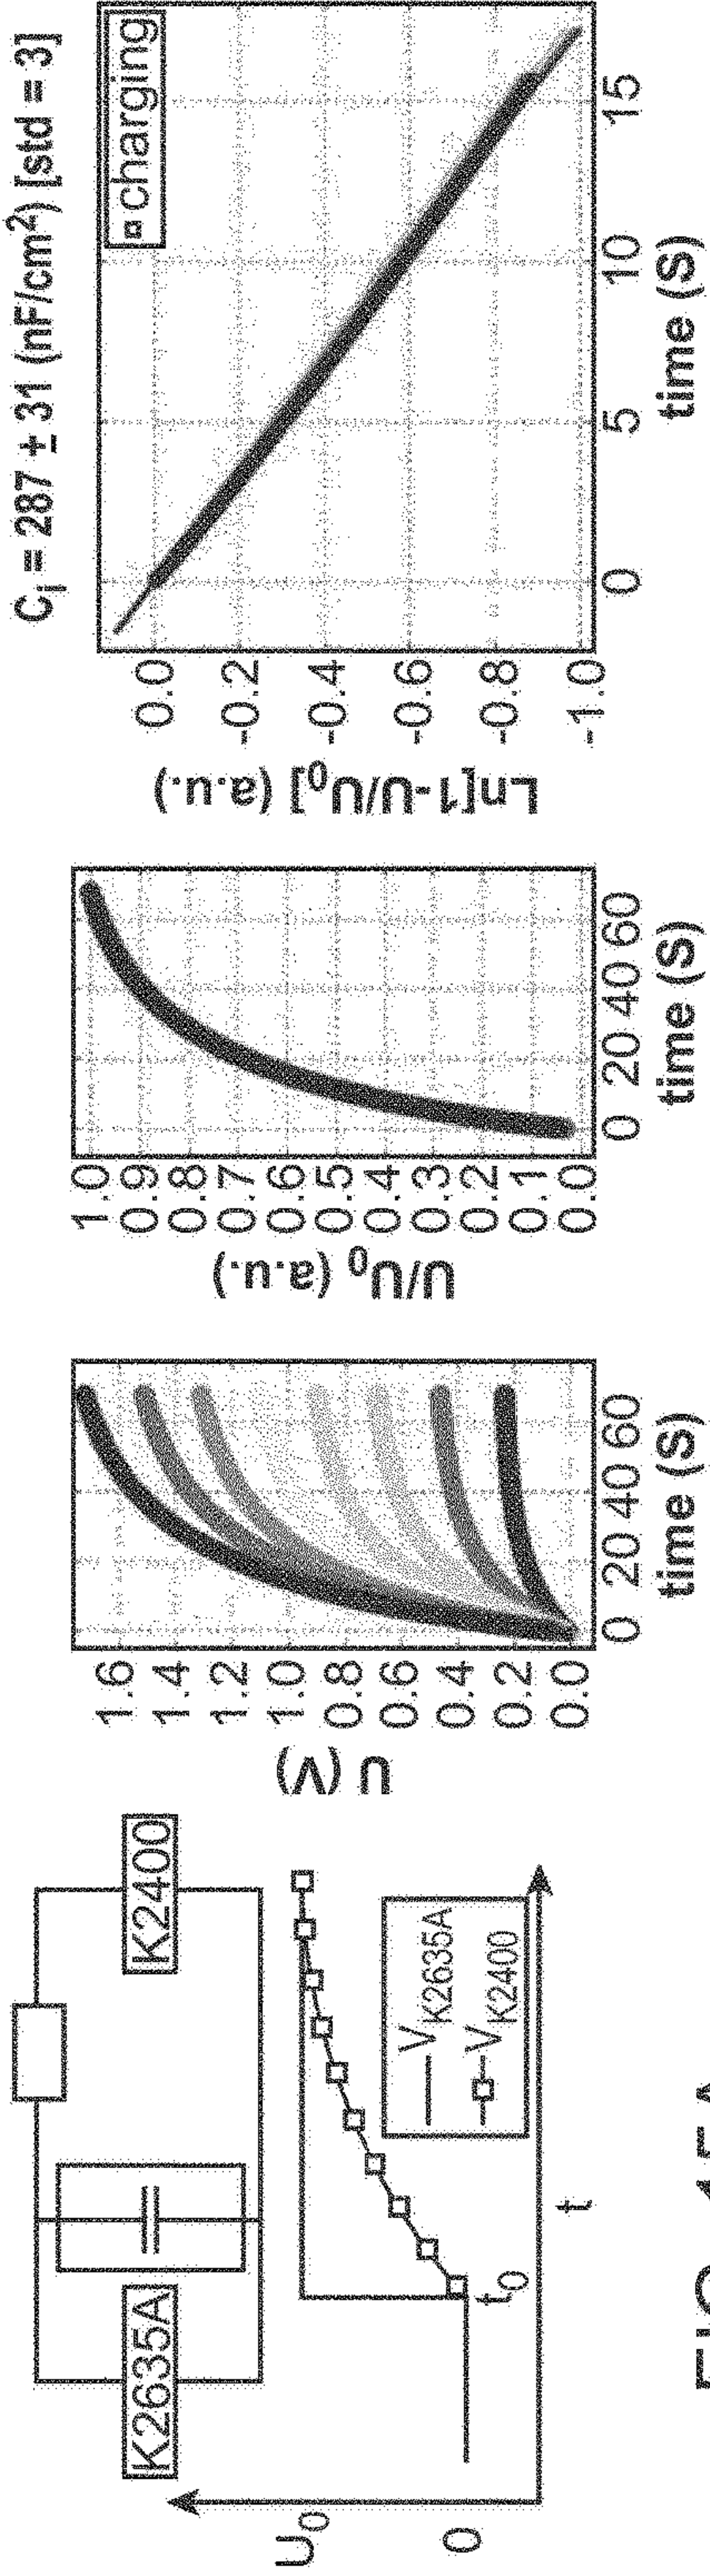 K2635A
K2400
U₀
0
t₀
t
V K2635A
V K2400
U (V)
1.6
1.4
1.2
1.0
0.8
0.6
0.4
0.2
0.0
0 20 40 60
time (S)
U/U₀ (a.u.)
1.0
0.9
0.8
0.7
0.6
0.5
0.4
0.3
0.2
0.1
0.0
0 20 40 60
time (S)
Cᵢ = 287 ± 31 (nF/cm²) [std = 3]
charging
Ln[1-U/U₀] (a.u.)
0.0
-0.2
-0.4
-0.6
-0.8
-1.0
0 5 10 15
time (S)